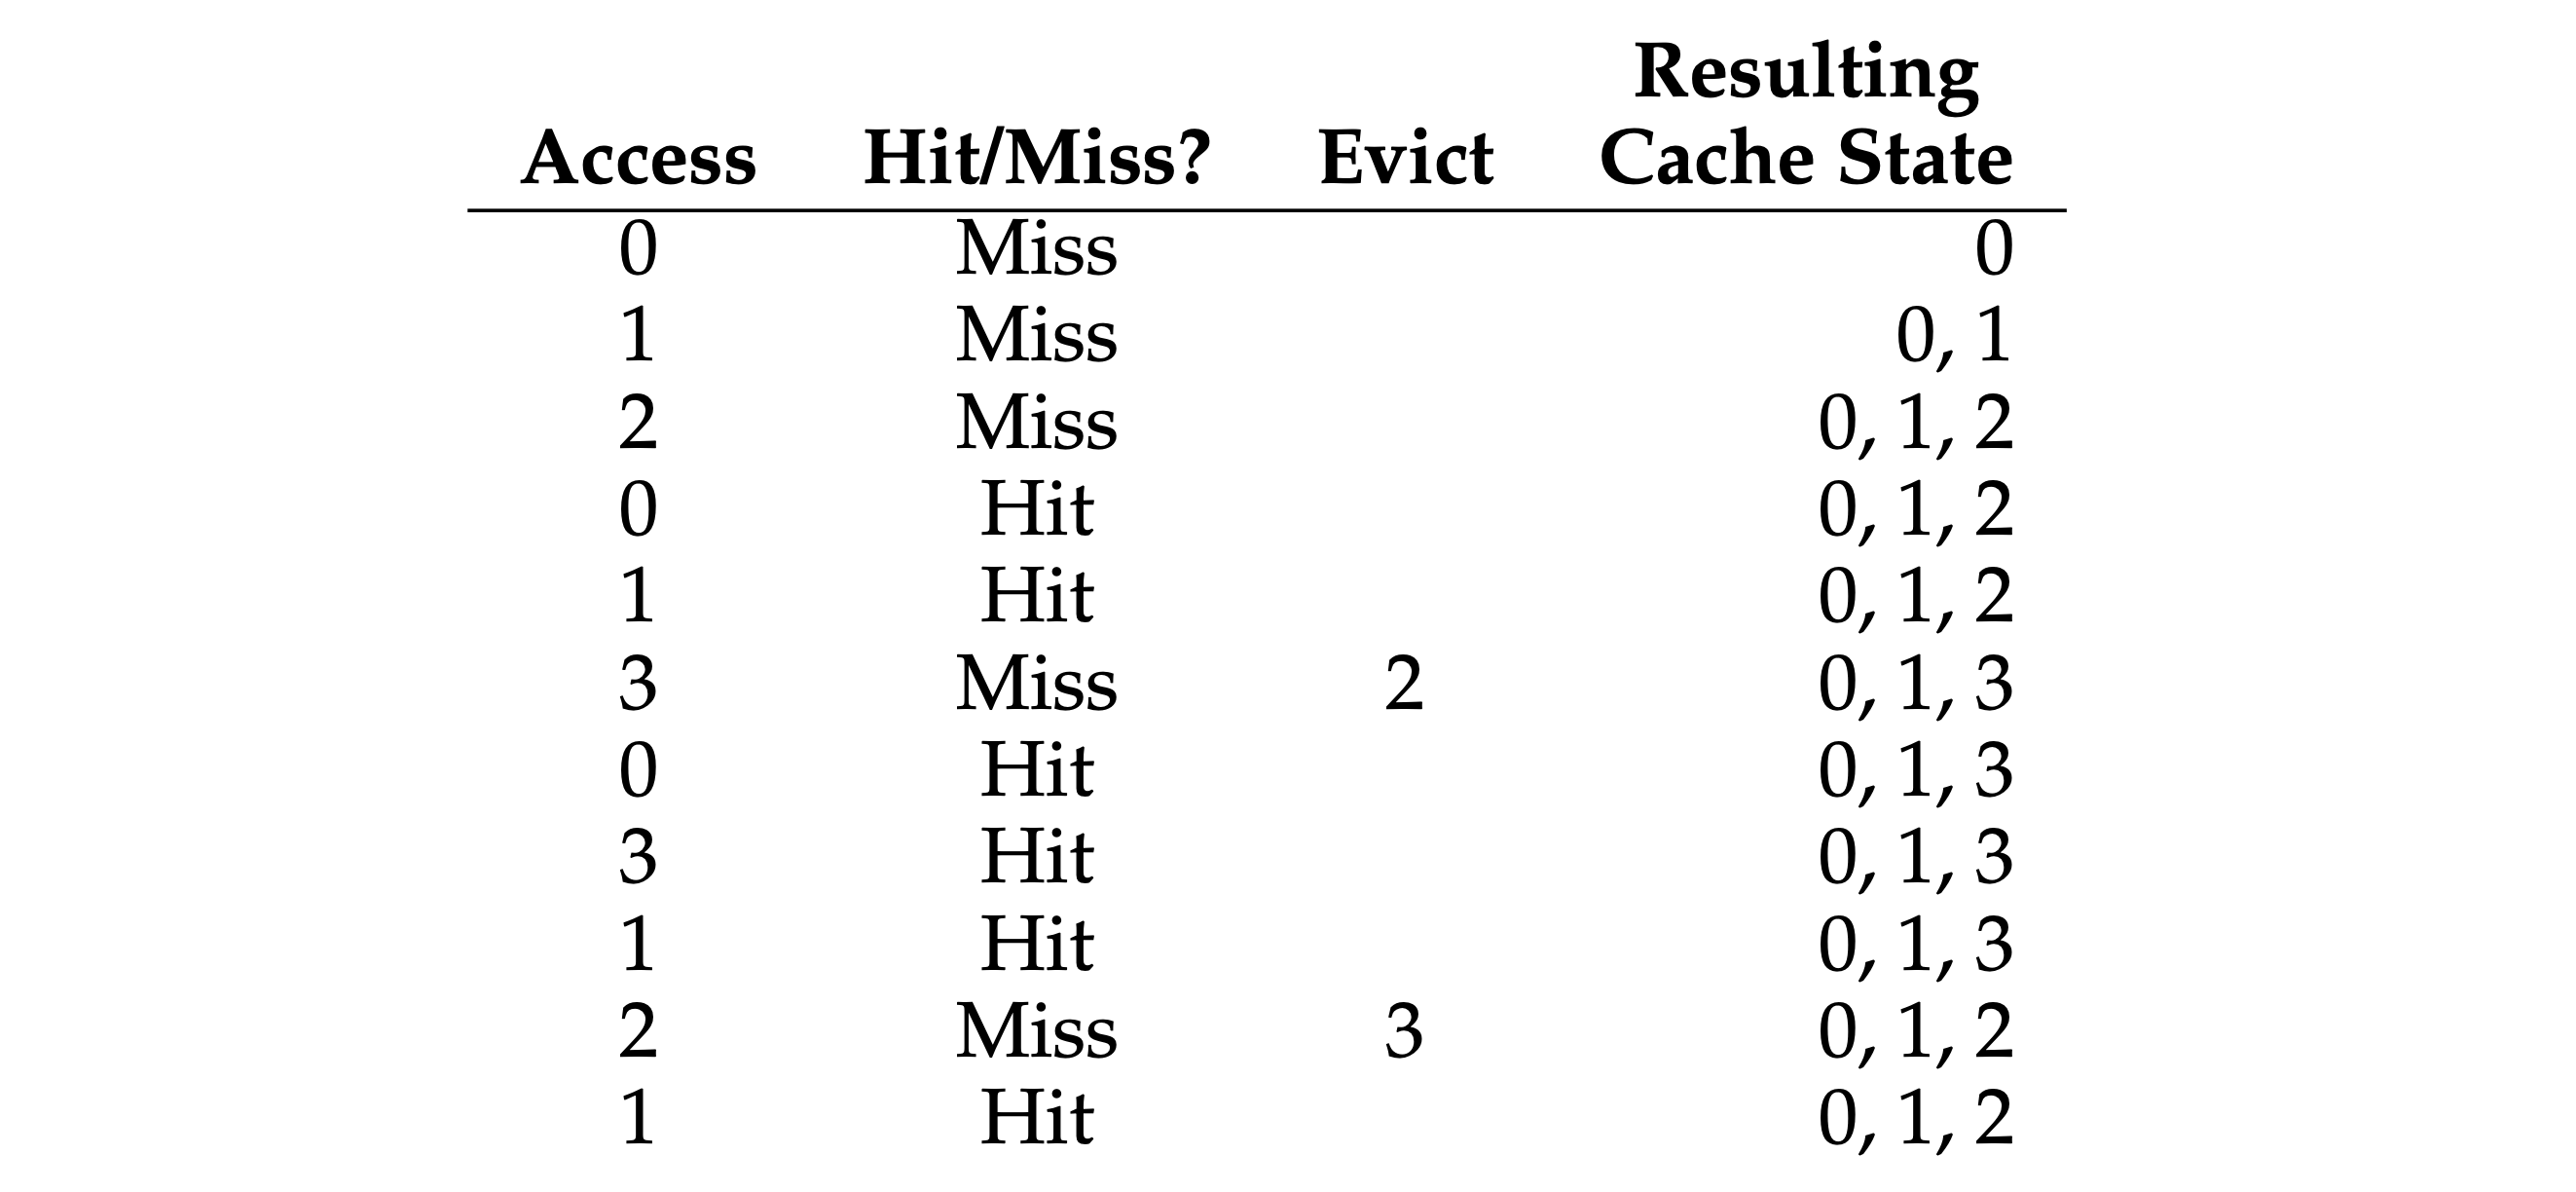 Resulting
Access Hit/Miss? Evict Cache State
0 Miss 0
1 Miss 0, 1
2 Miss 0, 1, 2
0 Hit 0, 1, 2
1 Hit 0, 1, 2
3 Miss 2 0, 1, 3
0 Hit 0, 1, 3
3 Hit 0, 1, 3
1 Hit 0, 1, 3
2 Miss 3 0, 1, 2
1 Hit 0, 1, 2